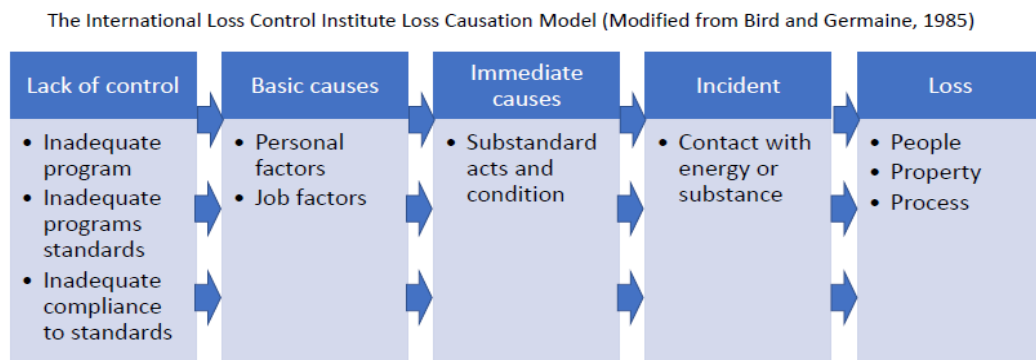 The International Loss Control Institute Loss Causation Model (Modified from Bird and Germaine, 1985)
Lack of control
• Inadequate
program
• Inadequate
programs
standards
• Inadequate
compliance
to standards
Basic causes
• Personal
factors
• Job factors
Immediate
causes
• Substandard
acts and
condition
Incident
• Contact with
energy or
substance
Loss
• People
• Property
• Process